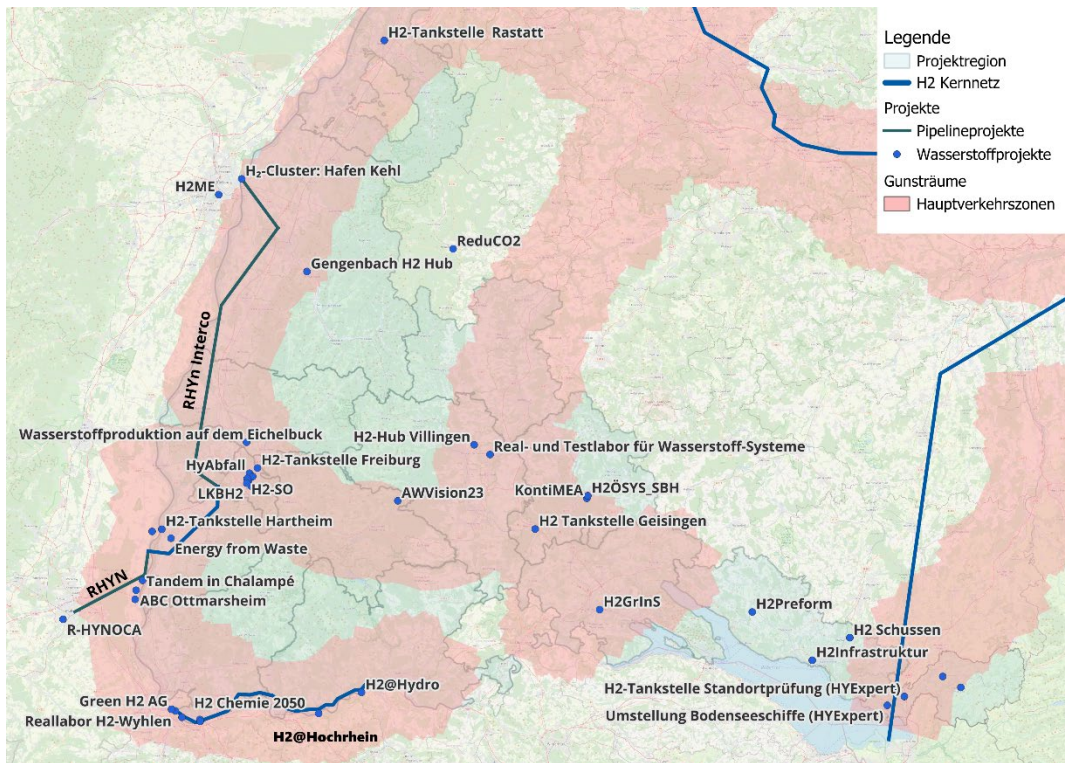 H2-Tankstelle Rastatt
Legende
Projektregion
H2 Kernnetz
Projekte
Pipelineprojekte
Wasserstoffprojekte
Gunsträume
Hauptverkehrszonen
H₂-Cluster: Hafen Kehl
H2ME
ReduCO2
Gengenbach H2 Hub
RHYn Interco
Wasserstoffproduktion auf dem Eichelbuck
H2-Hub Villingen
Real- und Testlabor für Wasserstoff-Systeme
HyAbfall
H2-Tankstelle Freiburg
LKBH2
H2-SO
AWVision23
KontiMEA
H2ÖSYS_SBH
H2-Tankstelle Hartheim
H2 Tankstelle Geisingen
Energy from Waste
RHYN
Tandem in Chalampé
ABC Ottmarsheim
R-HYNOCA
H2GrInS
H2Preform
H2 Schussen
H2Infrastruktur
H2@Hydro
Green H2 AG
H2 Chemie 2050
H2-Tankstelle Standortprüfung (HYExpert)
Reallabor H2-Wyhlen
Umstellung Bodenseeschiffe (HYExpert)
H2@Hochrhein